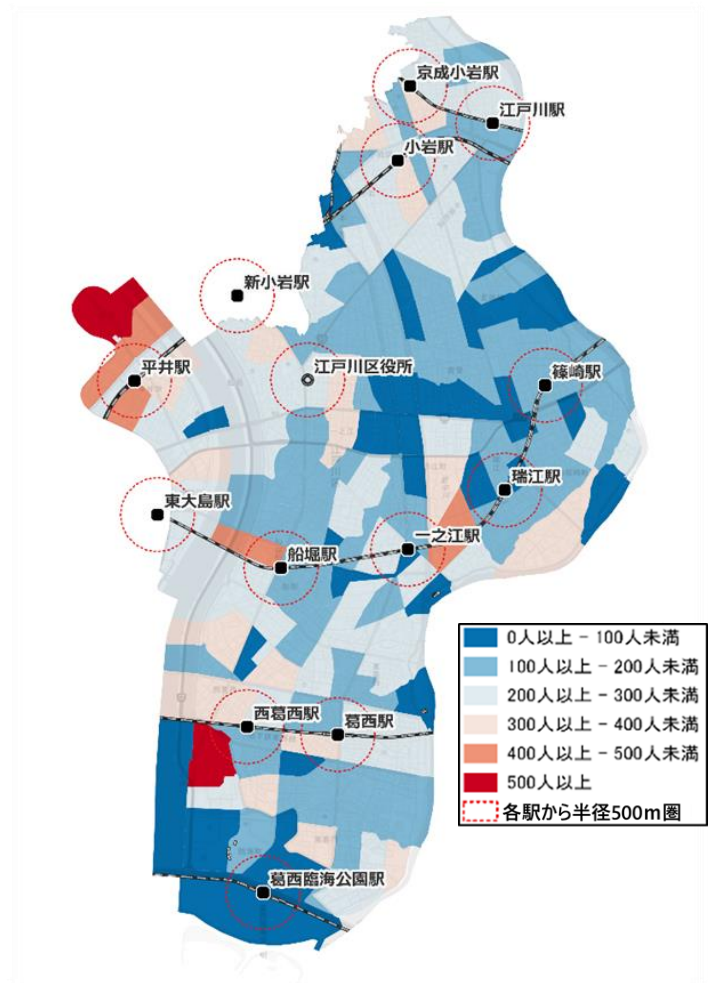 京成小岩駅
江戸川駅
小岩駅
新小岩駅
平井駅
江戸川区役所
篠崎駅
瑞江駅
東大島駅
一之江駅
船堀駅
0人以上 - 100人未満
100人以上 - 200人未満
200人以上 - 300人未満
300人以上 - 400人未満
400人以上 - 500人未満
500人以上
各駅から半径500m圏
西葛西駅
葛西駅
葛西臨海公園駅